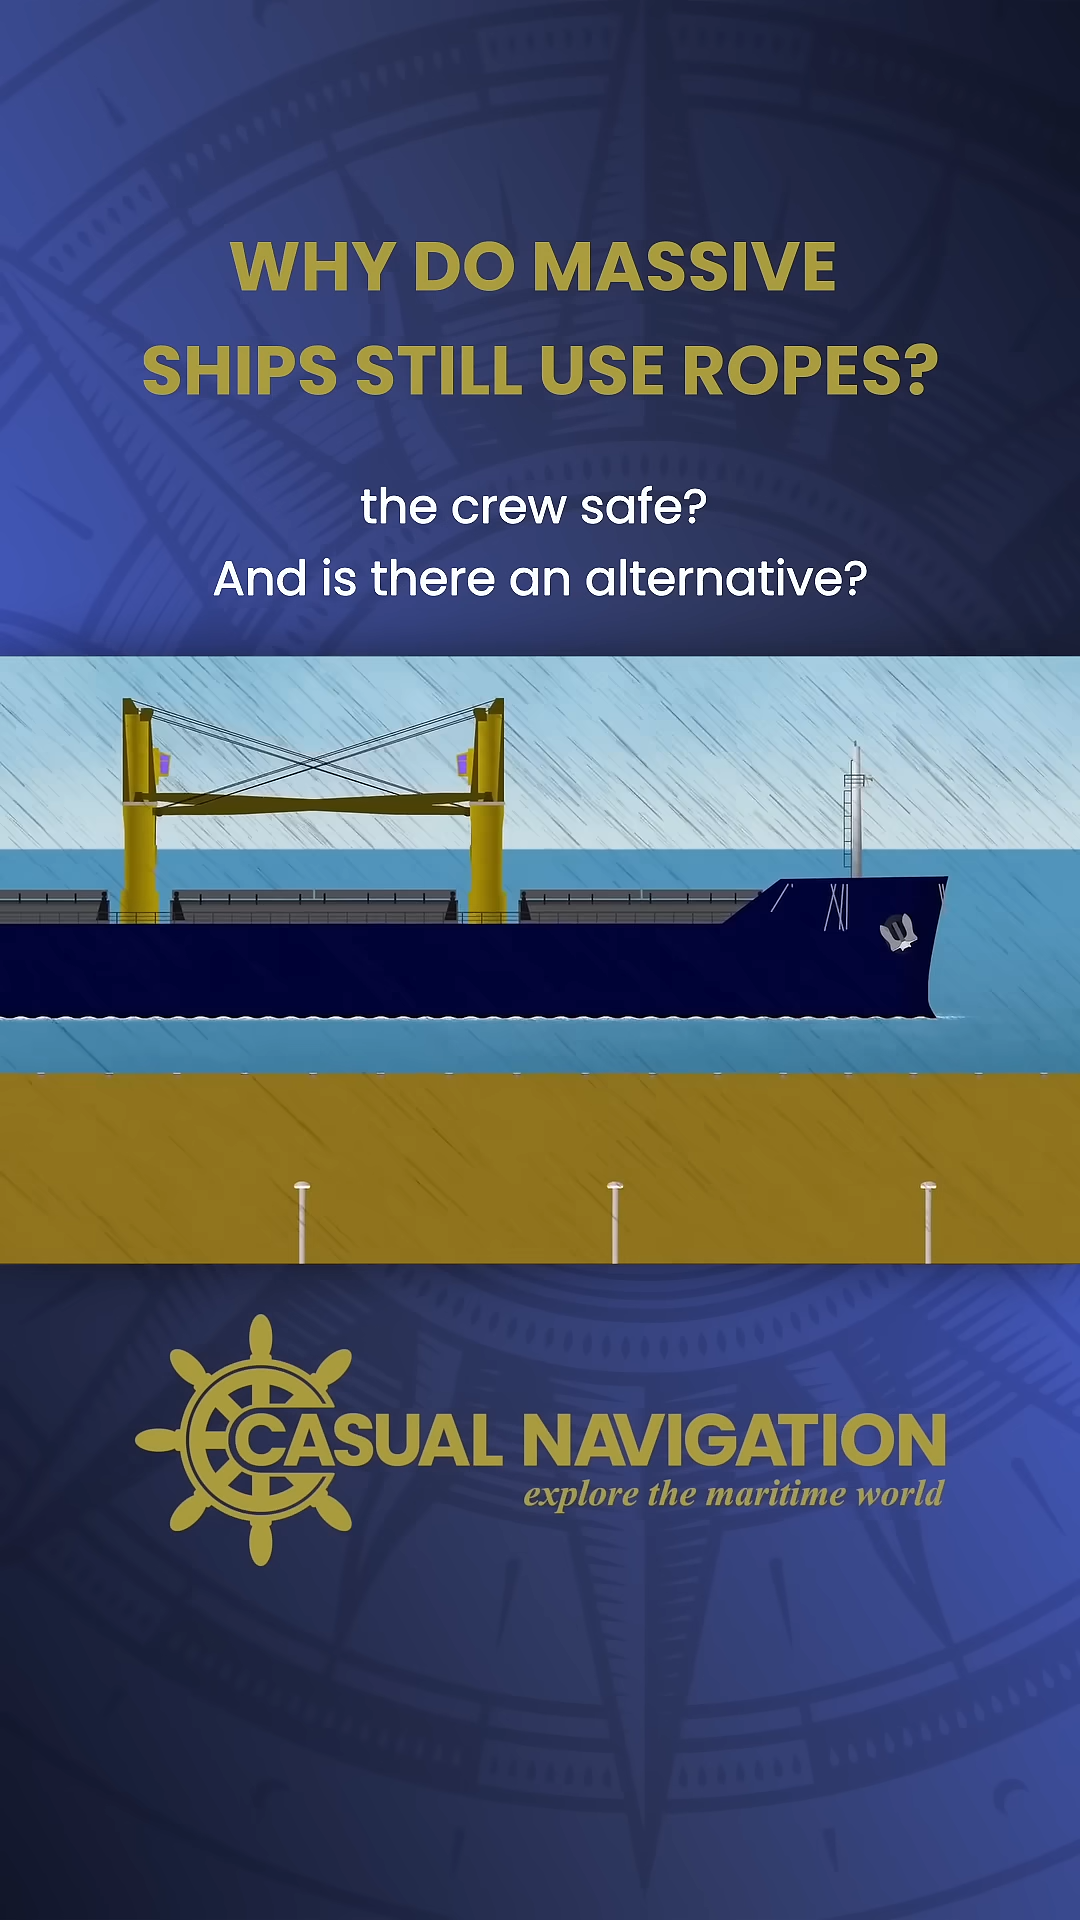 WHY DO MASSIVE
SHIPS STILL USE ROPES?
the crew safe?
And is there an alternative?
CASUAL NAVIGATION
explore the maritime world